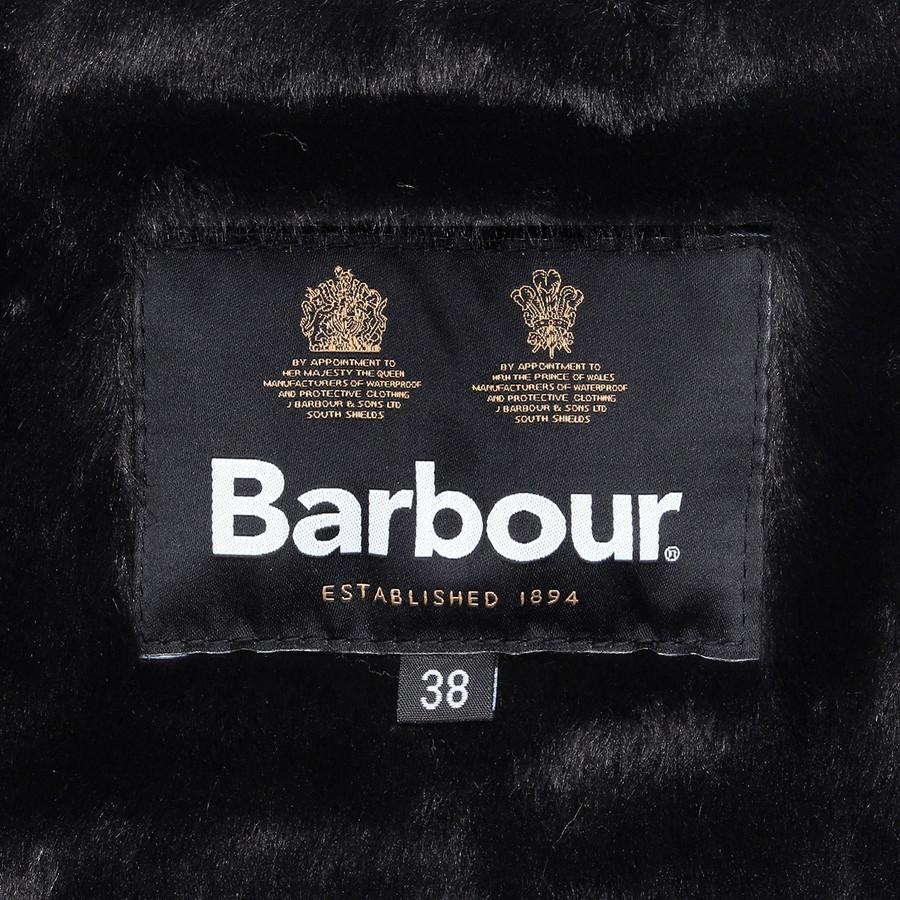 BY APPOINTMENT TO
HER MAJESTY THE QUEEN
MANUFACTURERS OF WATERPROOF
AND PROTECTIVE CLOTHING
J BARBOUR & SONS LTD
SOUTH SHIELDS
BY APPOINTMENT TO
HRH THE PRINCE OF WALES
MANUFACTURERS OF WATERPROOF
AND PROTECTIVE CLOTHING
J BARBOUR & SONS LTD
SOUTH SHIELDS
Barbour®
ESTABLISHED 1894
38